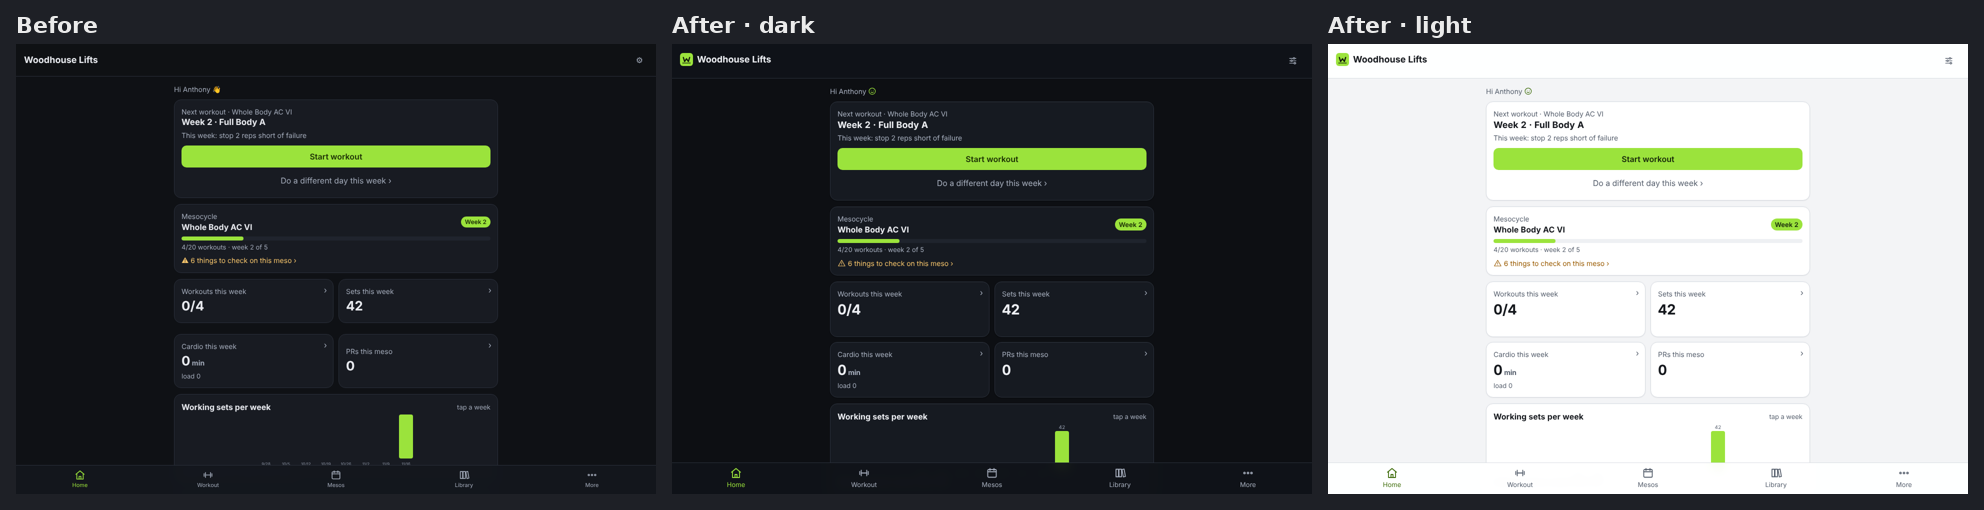 Before
Woodhouse Lifts
Hi Anthony 👋
Next workout · Whole Body AC VI
Week 2 · Full Body A
This week: stop 2 reps short of failure
Start workout
Do a different day this week ›
Mesocycle
Whole Body AC VI
Week 2
4/20 workouts · week 2 of 5
⚠ 6 things to check on this meso ›
Workouts this week ›
0/4
Sets this week ›
42
Cardio this week ›
0 min
load 0
PRs this meso ›
0
Working sets per week
tap a week
Home
Workout
Mesos
Library
More
After · dark
W Woodhouse Lifts
Hi Anthony
Next workout · Whole Body AC VI
Week 2 · Full Body A
This week: stop 2 reps short of failure
Start workout
Do a different day this week ›
Mesocycle
Whole Body AC VI
Week 2
4/20 workouts · week 2 of 5
⚠ 6 things to check on this meso ›
Workouts this week ›
0/4
Sets this week ›
42
Cardio this week ›
0 min
load 0
PRs this meso ›
0
Working sets per week
tap a week
42
Home
Workout
Mesos
Library
More
After · light
W Woodhouse Lifts
Hi Anthony
Next workout · Whole Body AC VI
Week 2 · Full Body A
This week: stop 2 reps short of failure
Start workout
Do a different day this week ›
Mesocycle
Whole Body AC VI
Week 2
4/20 workouts · week 2 of 5
⚠ 6 things to check on this meso ›
Workouts this week ›
0/4
Sets this week ›
42
Cardio this week ›
0 min
load 0
PRs this meso ›
0
Working sets per week
tap a week
42
Home
Workout
Mesos
Library
More